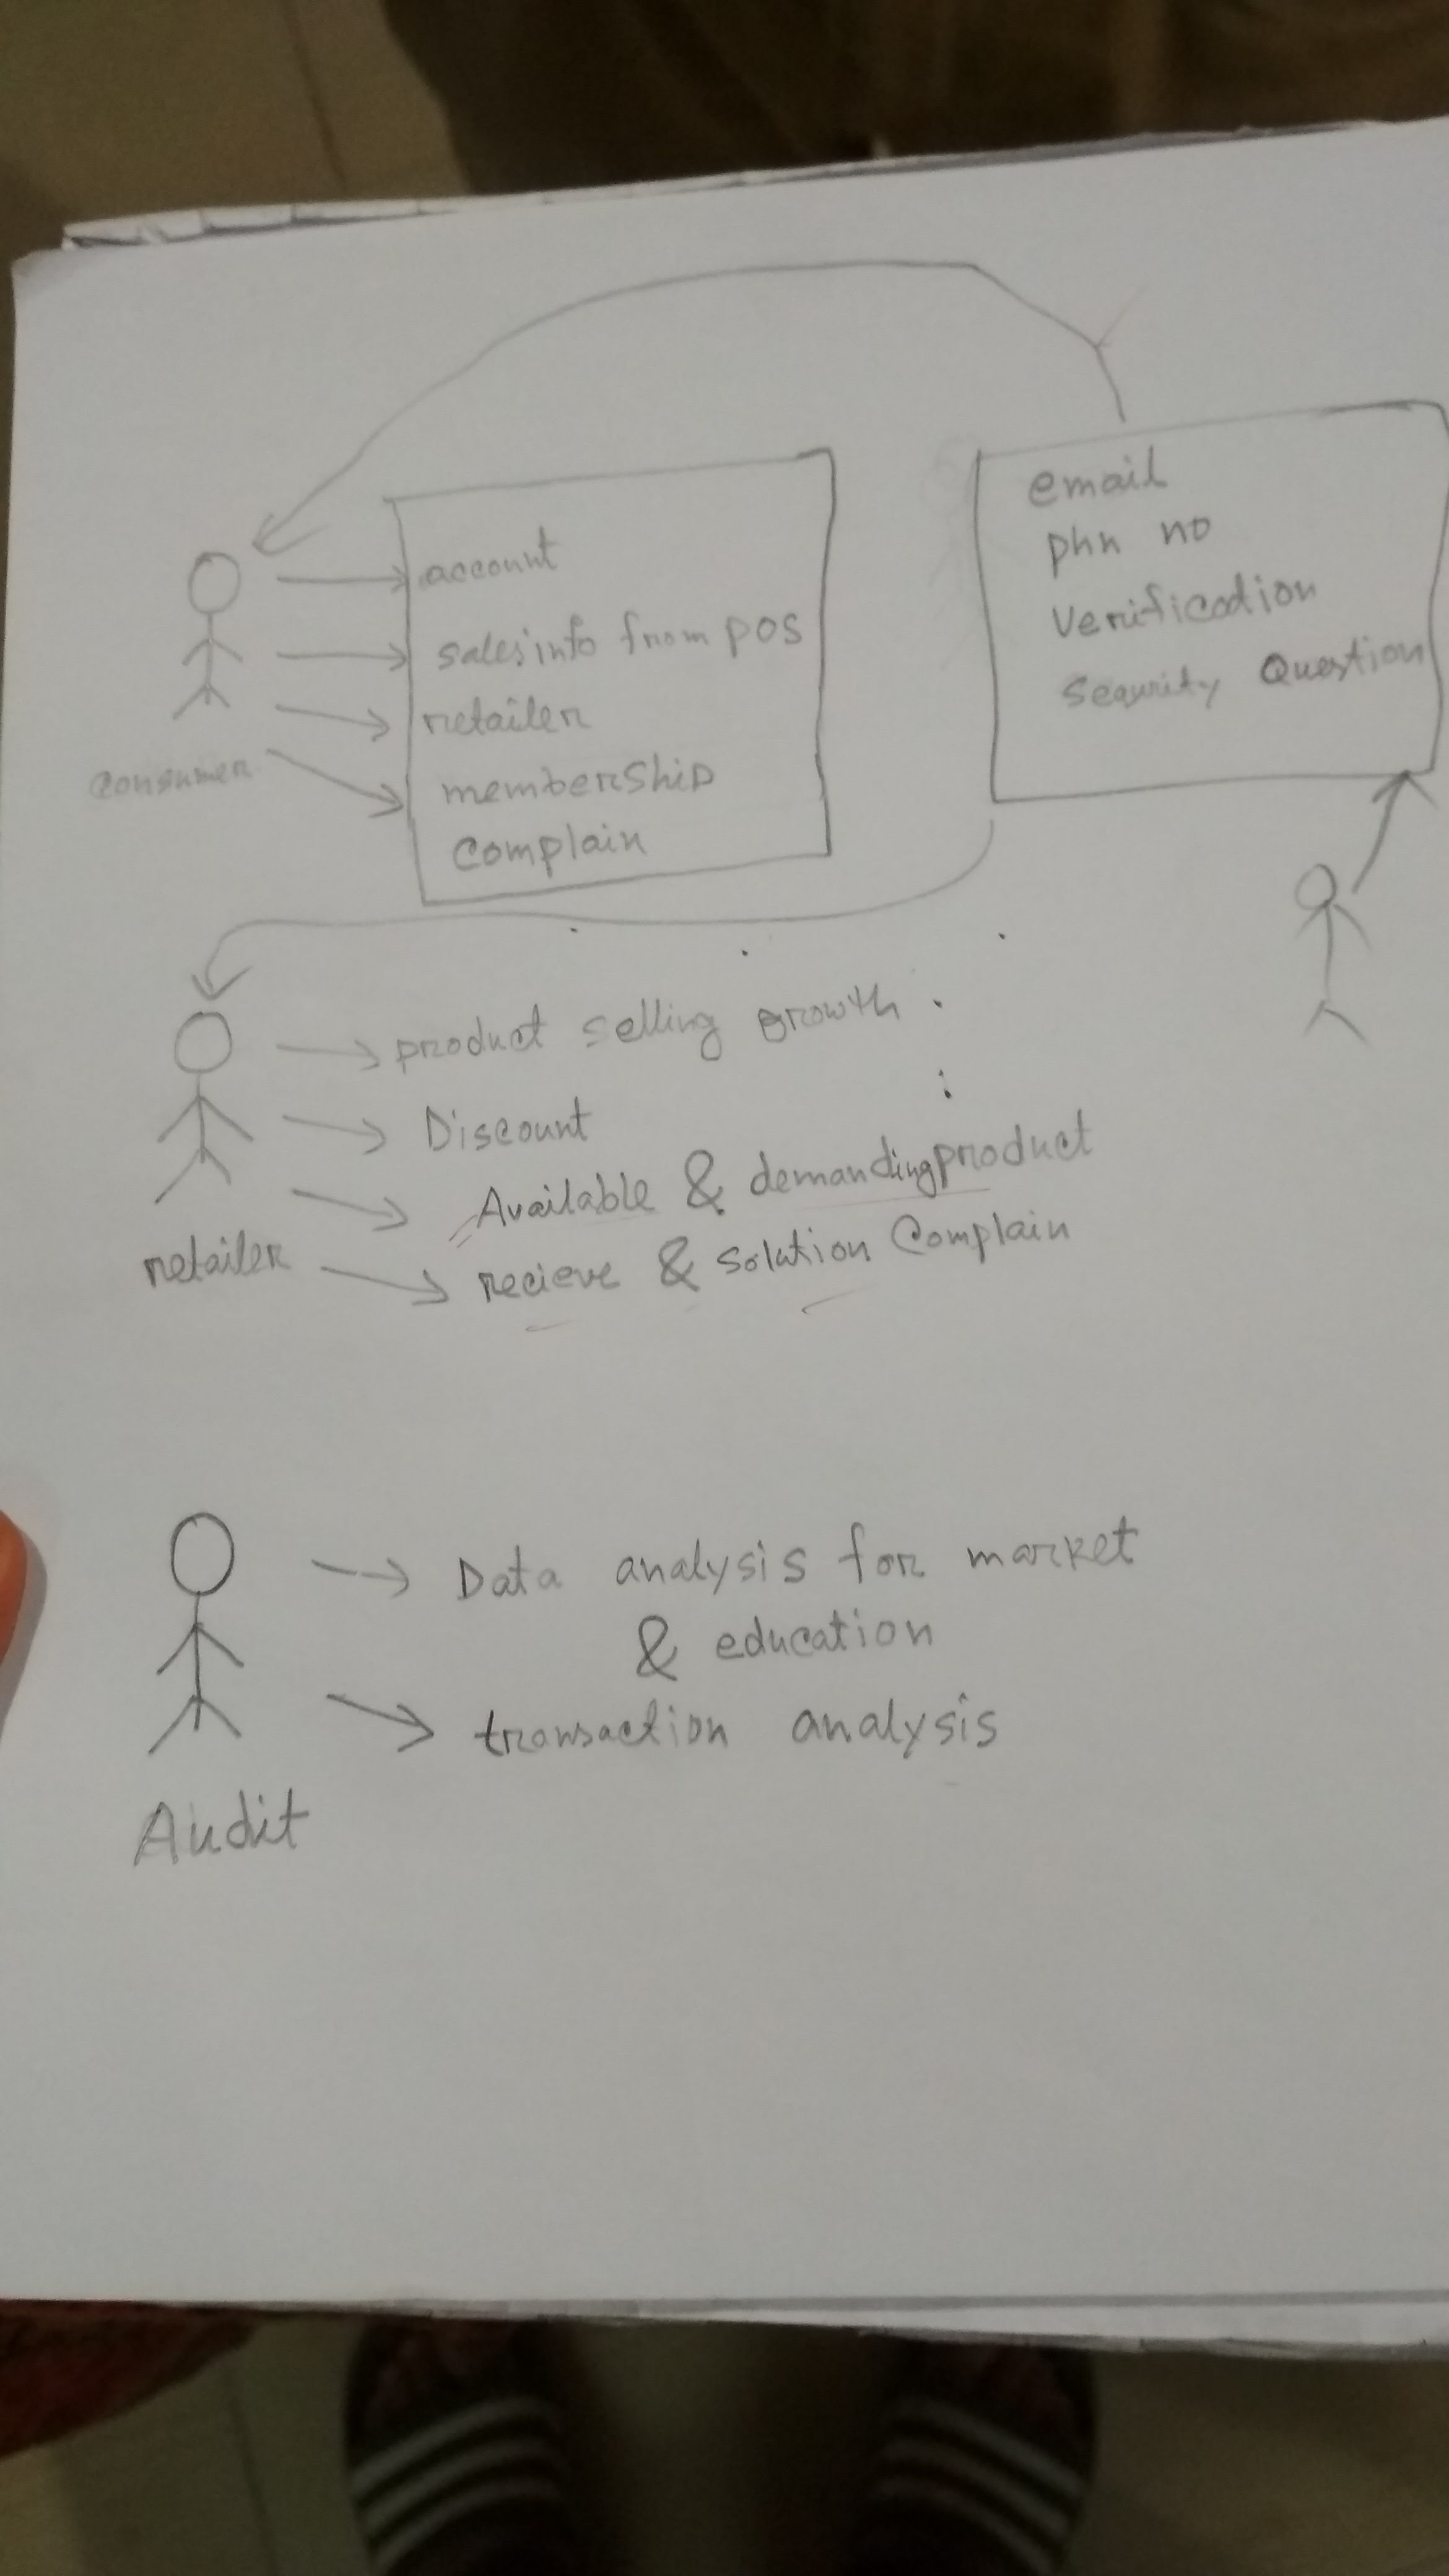 account
sales info from pos
retailer
membership
Complain
consumer
email
phn no
Verification
Security Question
product selling growth
Discount
Available & demanding product
recieve & solution Complain
retailer
Data analysis for market
& education
transaction analysis
Audit